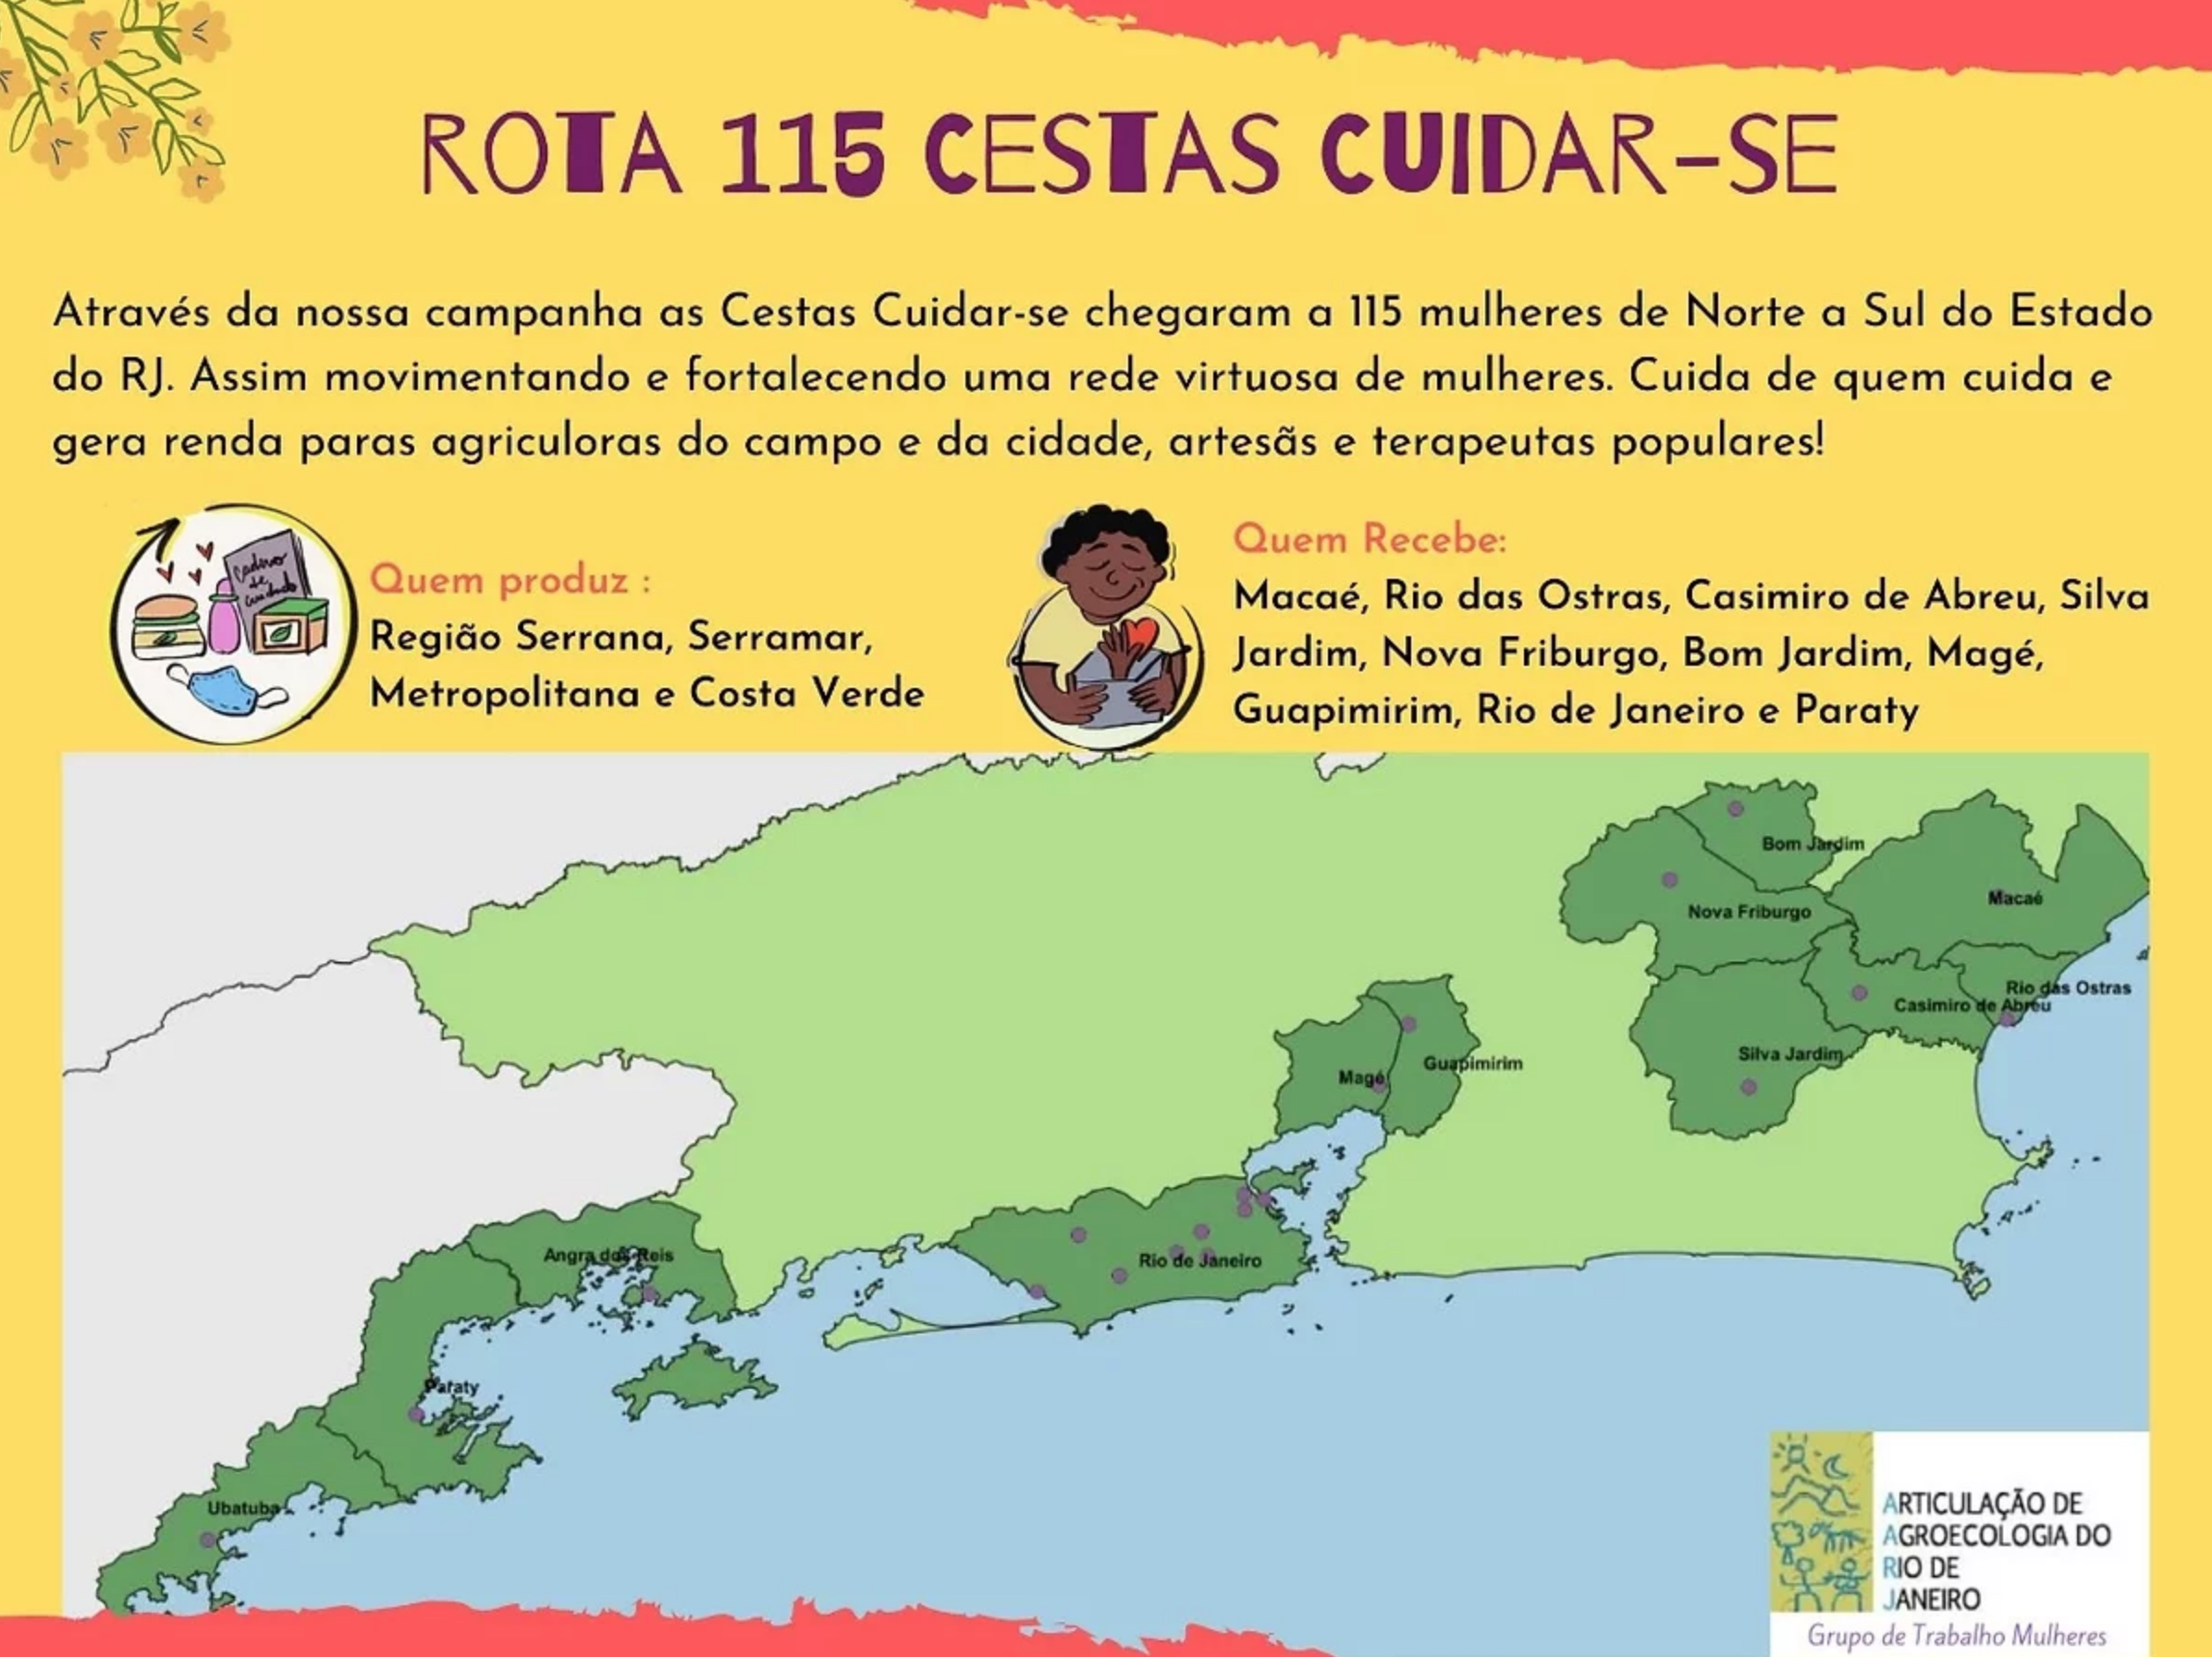 ROTA 115 CESTAS CUIDAR-SE
Através da nossa campanha as Cestas Cuidar-se chegaram a 115 mulheres de Norte a Sul do Estado
do RJ. Assim movimentando e fortalecendo uma rede virtuosa de mulheres. Cuida de quem cuida e
gera renda paras agriculoras do campo e da cidade, artesãs e terapeutas populares!
caderno
de
cuidado
Quem produz :
Região Serrana, Serramar,
Metropolitana e Costa Verde
Quem Recebe:
Macaé, Rio das Ostras, Casimiro de Abreu, Silva
Jardim, Nova Friburgo, Bom Jardim, Magé,
Guapimirim, Rio de Janeiro e Paraty
Bom Jardim
Macaé
Nova Friburgo
Rio das Ostras
Casimiro de Abreu
Silva Jardim
Guapimirim
Magé
Angra dos Reis
Rio de Janeiro
Paraty
Ubatuba
ARTICULAÇÃO DE
AGROECOLOGIA DO
RIO DE
JANEIRO
Grupo de Trabalho Mulheres